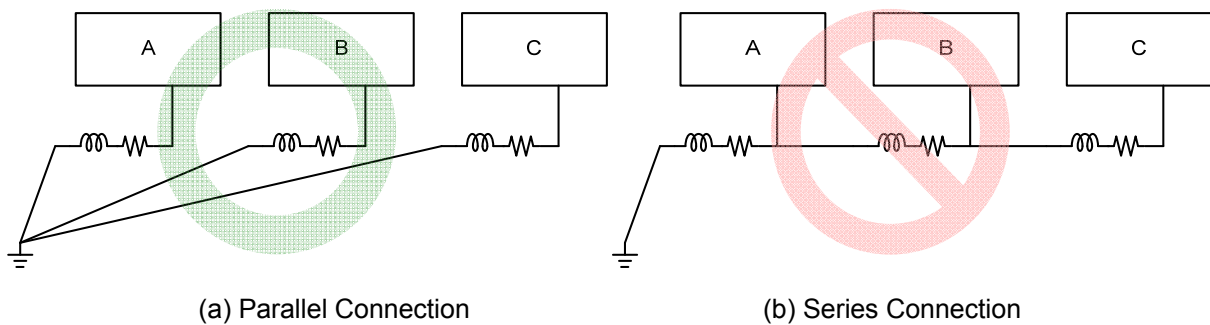 A B C A B C
(a) Parallel Connection (b) Series Connection